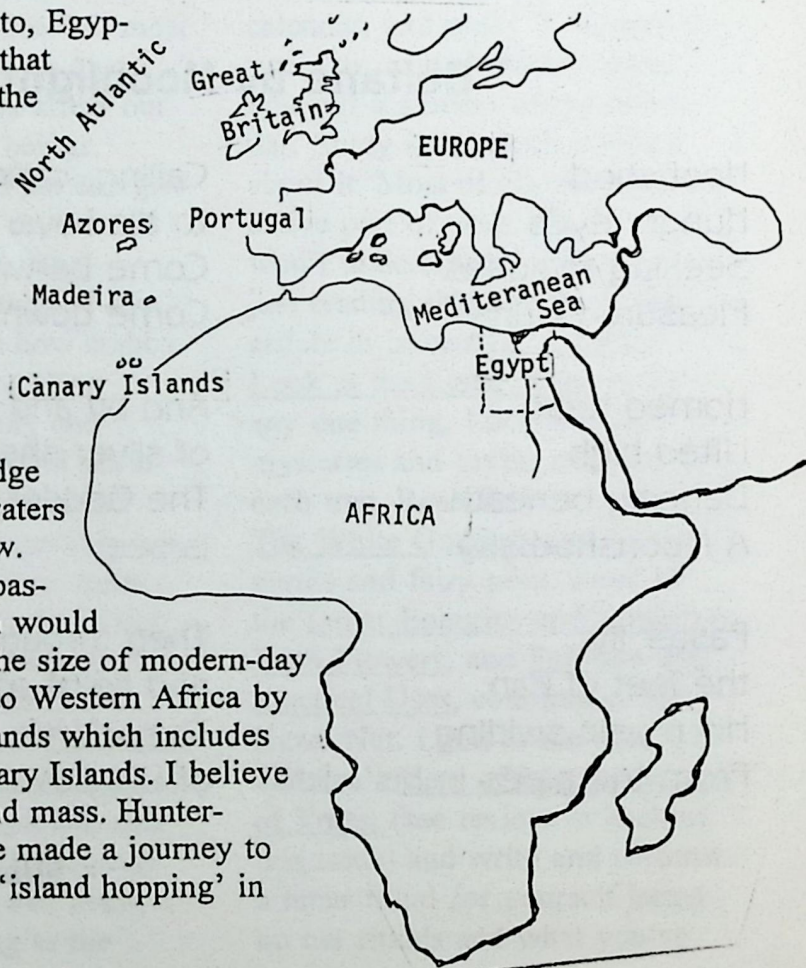 to, Egyp-
that
the
North Atlantic
Great
Britain
EUROPE
Azores
Portugal
Madeira
Mediteranean
Sea
Egypt
Canary Islands
AFRICA
dge
waters
w.
bas-
would
he size of modern-day
o Western Africa by
ands which includes
ary Islands. I believe
d mass. Hunter-
e made a journey to
'island hopping' in